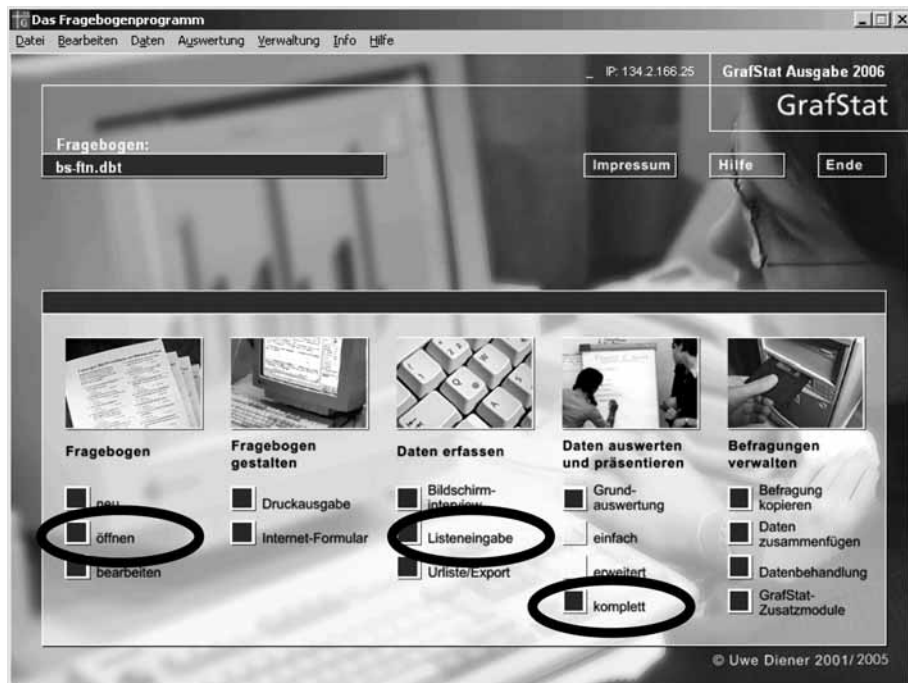 Das Fragebogenprogramm
Datei Bearbeiten Daten Auswertung Verwaltung Info Hilfe
_ IP: 134.2.166.25
GrafStat Ausgabe 2006
GrafStat
Fragebogen:
bs-ftn.dbt
Impressum
Hilfe
Ende
Fragebogen
neu
öffnen
bearbeiten
Fragebogen
gestalten
Druckausgabe
Internet-Formular
Daten erfassen
Bildschirm-
interview
Listeneingabe
Urliste/Export
Daten auswerten
und präsentieren
Grund-
auswertung
einfach
erweitert
komplett
Befragungen
verwalten
Befragung
kopieren
Daten
zusammenfügen
Datenbehandlung
GrafStat-
Zusatzmodule
© Uwe Diener 2001/2005